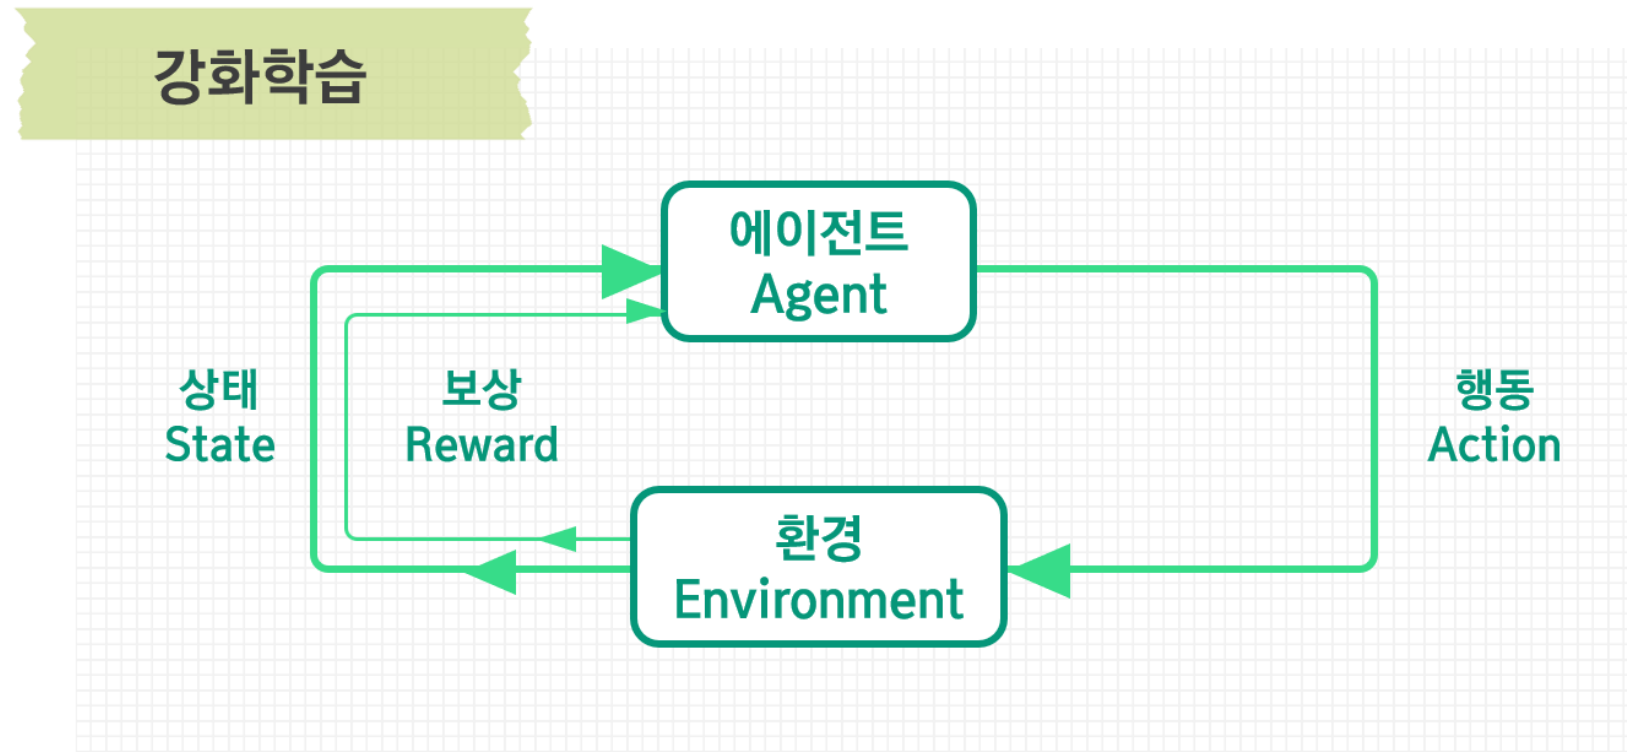 강화학습
에이전트
Agent
상태
State
보상
Reward
행동
Action
환경
Environment